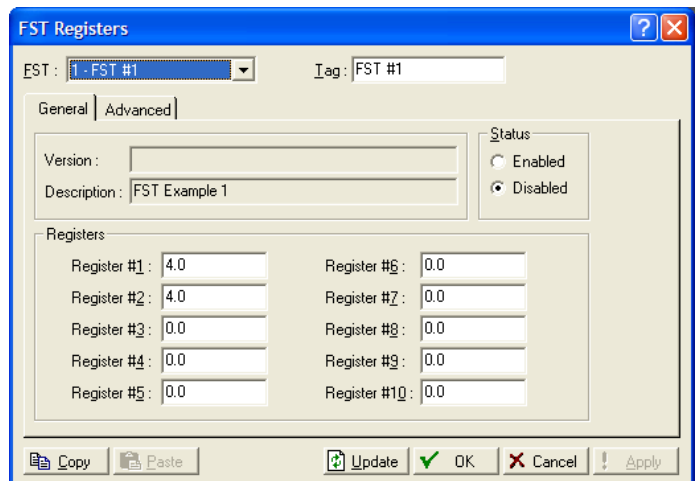 FST Registers
FST : 1 - FST #1 Tag : FST #1
General Advanced
Status
Version : Enabled
Description : FST Example 1 Disabled
Registers
Register #1 : 4.0 Register #6 : 0.0
Register #2 : 4.0 Register #7 : 0.0
Register #3 : 0.0 Register #8 : 0.0
Register #4 : 0.0 Register #9 : 0.0
Register #5 : 0.0 Register #10 : 0.0
Copy Paste Update OK Cancel ! Apply